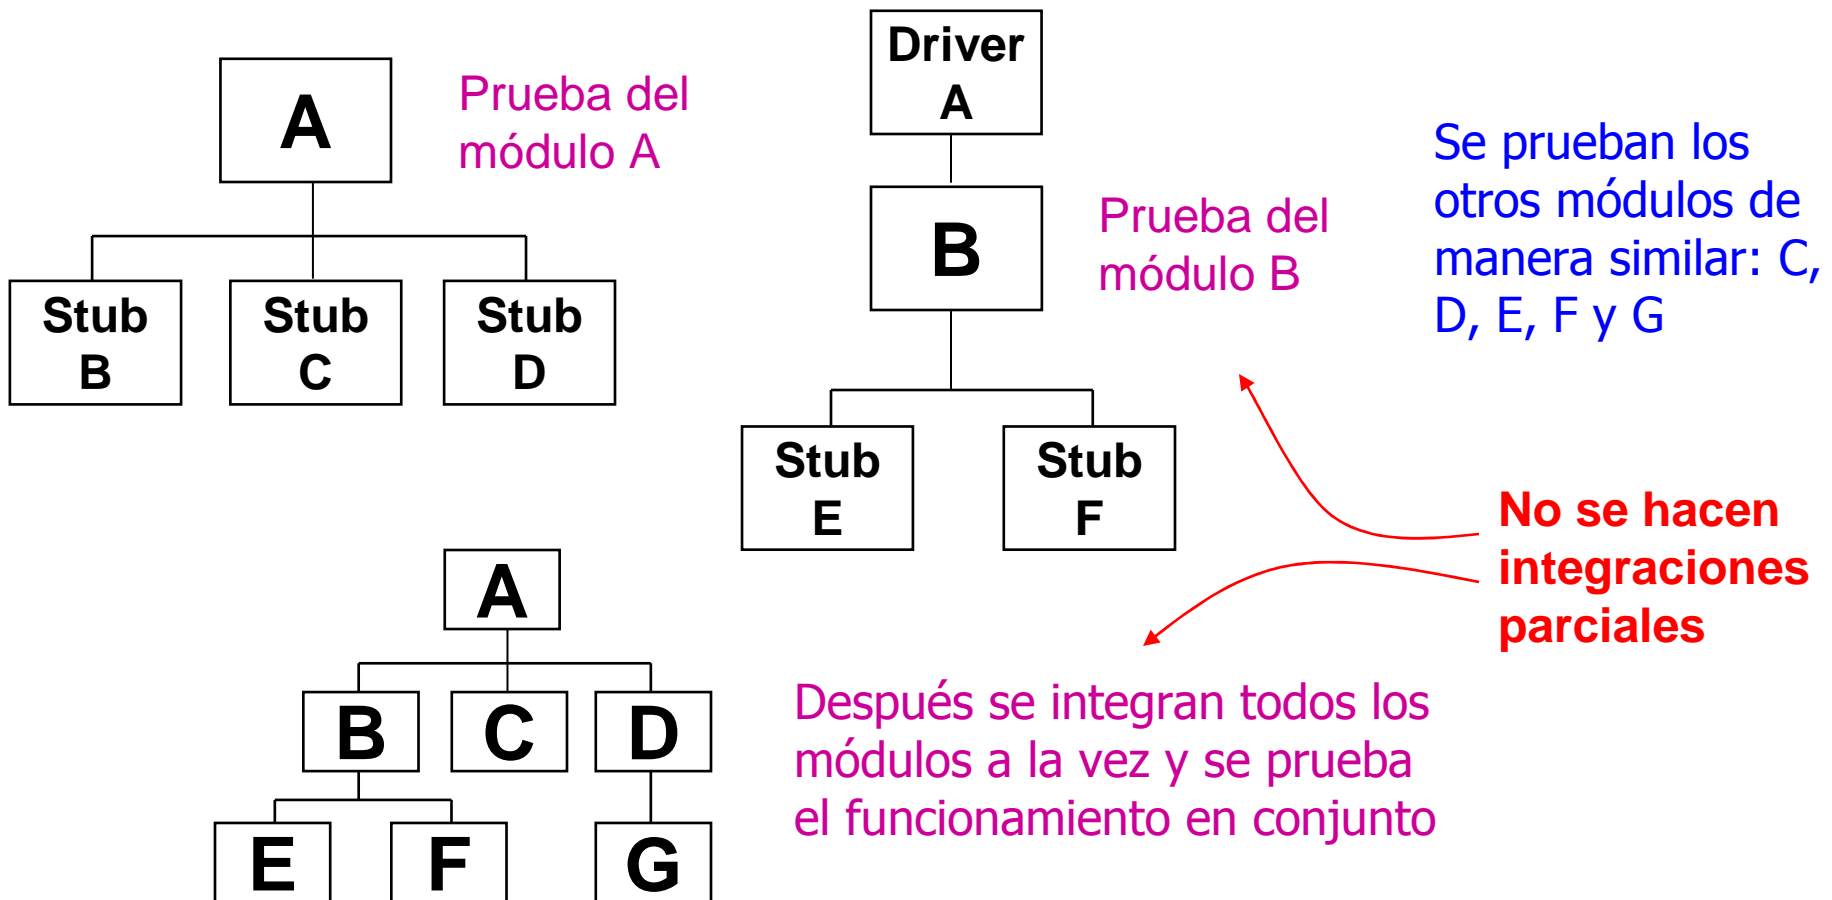 A
Prueba del
módulo A
Stub
B
Stub
C
Stub
D
Driver
A
B
Prueba del
módulo B
Stub
E
Stub
F
Se prueban los
otros módulos de
manera similar: C,
D, E, F y G
No se hacen
integraciones
parciales
A
B
C
D
E
F
G
Después se integran todos los
módulos a la vez y se prueba
el funcionamiento en conjunto